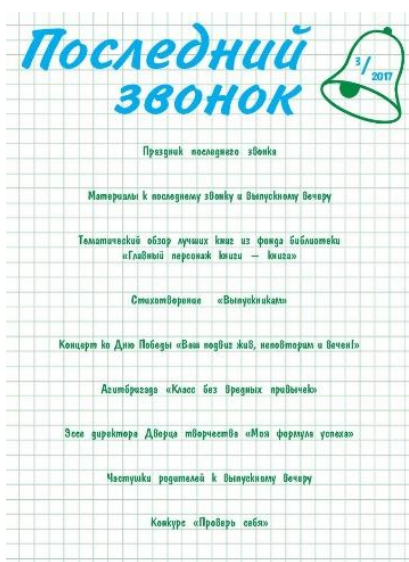 Последний
звонок
3/2017
Праздник последнего звонка
Материалы к последнему звонку и выпускному вечеру
Тематический обзор лучших книг из фонда библиотеки
«Главный персонаж книги — книга»
Стихотворение «Выпускникам»
Концерт ко Дню Победы «Ваш подвиг жив, неповторим и вечен!»
Агитбригада «Класс без вредных привычек»
Эссе директора Дворца творчества «Моя формула успеха»
Частушки родителей к выпускному вечеру
Конкурс «Проверь себя»